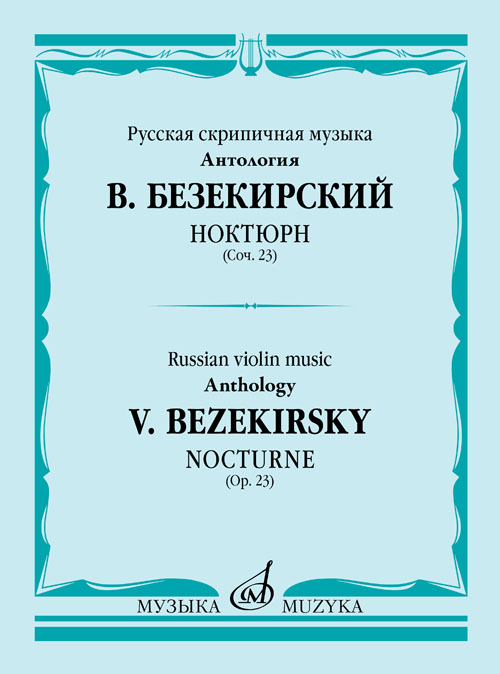 Русская скрипичная музыка
Антология
В. БЕЗЕКИРСКИЙ
НОКТЮРН
(Соч. 23)
Russian violin music
Anthology
V. BEZEKIRSKY
NOCTURNE
(Op. 23)
МУЗЫКА М MUZYKA